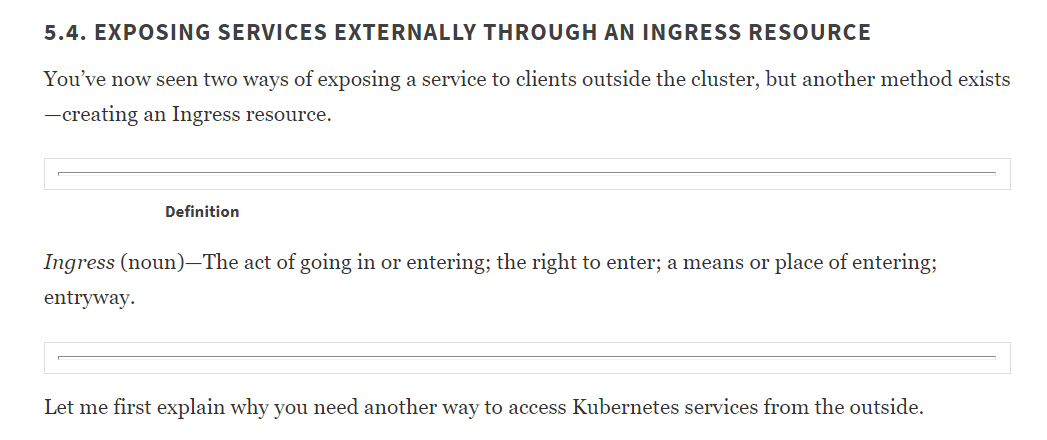 5.4. EXPOSING SERVICES EXTERNALLY THROUGH AN INGRESS RESOURCE
You’ve now seen two ways of exposing a service to clients outside the cluster, but another method exists
—creating an Ingress resource.
Definition
Ingress (noun)—The act of going in or entering; the right to enter; a means or place of entering;
entryway.
Let me first explain why you need another way to access Kubernetes services from the outside.